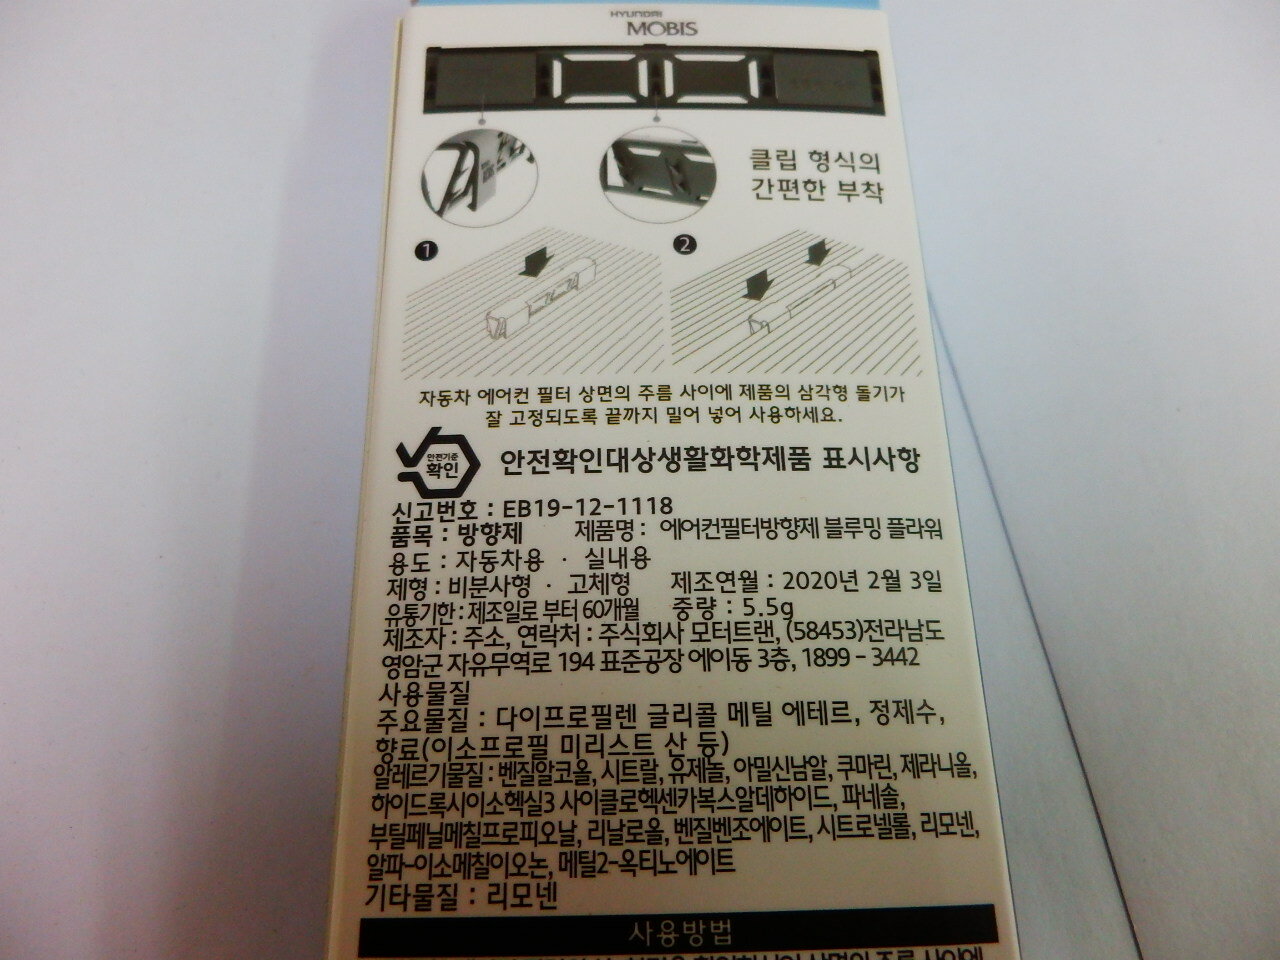 HYUNDAI
MOBIS
클립 형식의
간편한 부착
1
2
자동차 에어컨 필터 상면의 주름 사이에 제품의 삼각형 돌기가
잘 고정되도록 끝까지 밀어 넣어 사용하세요.
안전기준
확인
안전확인대상생활화학제품 표시사항
신고번호 : EB19-12-1118
품목 : 방향제 제품명 : 에어컨필터방향제 블루밍 플라워
용도 : 자동차용 · 실내용
제형 : 비분사형 · 고체형 제조연월 : 2020년 2월 3일
유통기한 : 제조일로 부터 60개월 중량 : 5.5g
제조자 : 주소, 연락처 : 주식회사 모터트랜, (58453)전라남도
영암군 자유무역로 194 표준공장 에이동 3층, 1899 - 3442
사용물질
주요물질 : 다이프로필렌 글리콜 메틸 에테르, 정제수,
향료(이소프로필 미리스트 산 등)
알레르기물질 : 벤질알코올, 시트랄, 유제놀, 아밀신남알, 쿠마린, 제라니올,
하이드록시이소헥실3 사이클로헥센카복스알데하이드, 파네솔,
부틸페닐메칠프로피오날, 리날로올, 벤질벤조에이트, 시트로넬롤, 리모넨,
알파-이소메칠이오논, 메틸2-옥티노에이트
기타물질 : 리모넨
사용방법